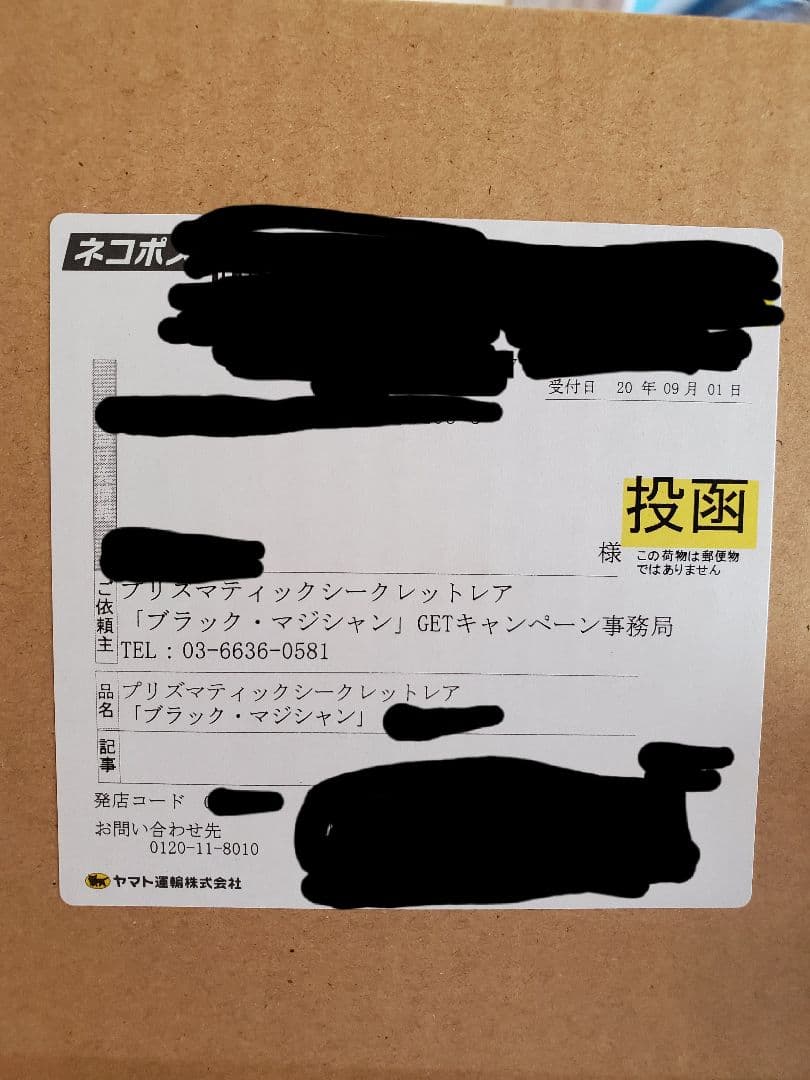 ネコポス
受付日 20 年 09 月 01 日
投函
様
この荷物は郵便物
ではありません
ご依頼主
プリズマティックシークレットレア
「ブラック・マジシャン」GETキャンペーン事務局
TEL : 03-6636-0581
品名
プリズマティックシークレットレア
「ブラック・マジシャン」
記事
発店コード
お問い合わせ先
0120-11-8010
ヤマト運輸株式会社